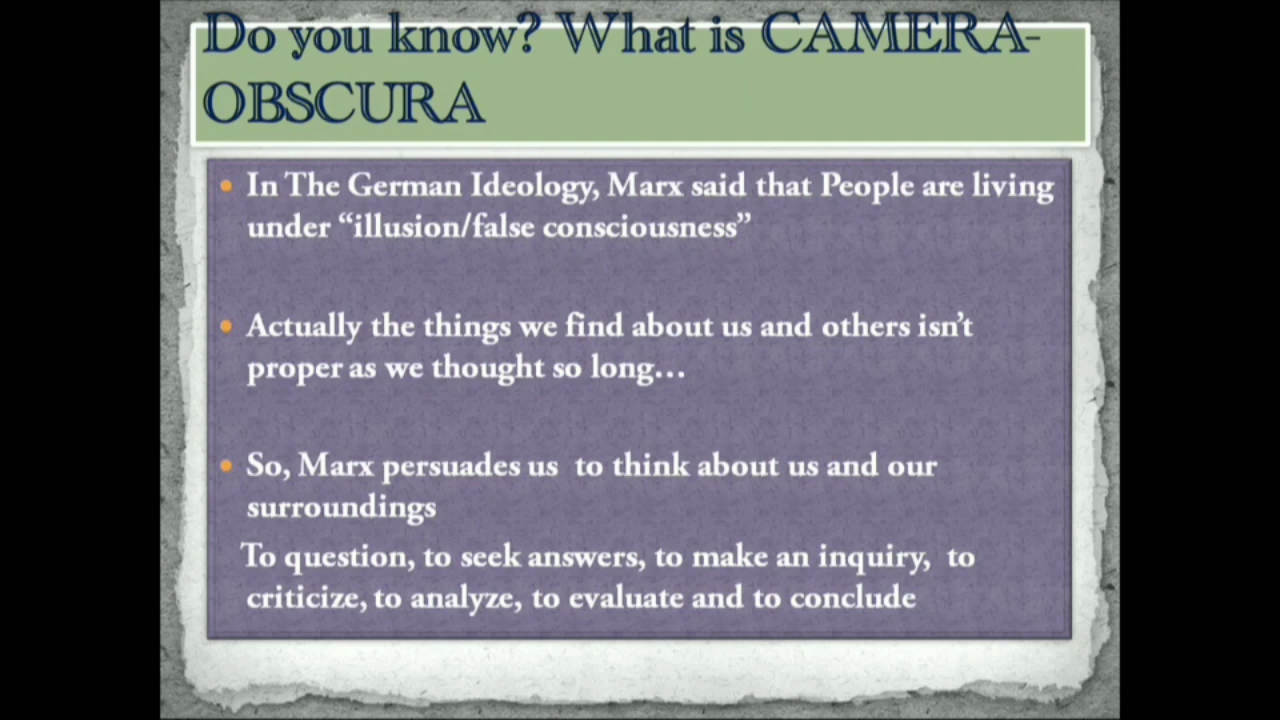 Do you know? What is CAMERA-
OBSCURA
In The German Ideology, Marx said that People are living
under “illusion/false consciousness”
Actually the things we find about us and others isn’t
proper as we thought so long…
So, Marx persuades us to think about us and our
surroundings
To question, to seek answers, to make an inquiry, to
criticize, to analyze, to evaluate and to conclude